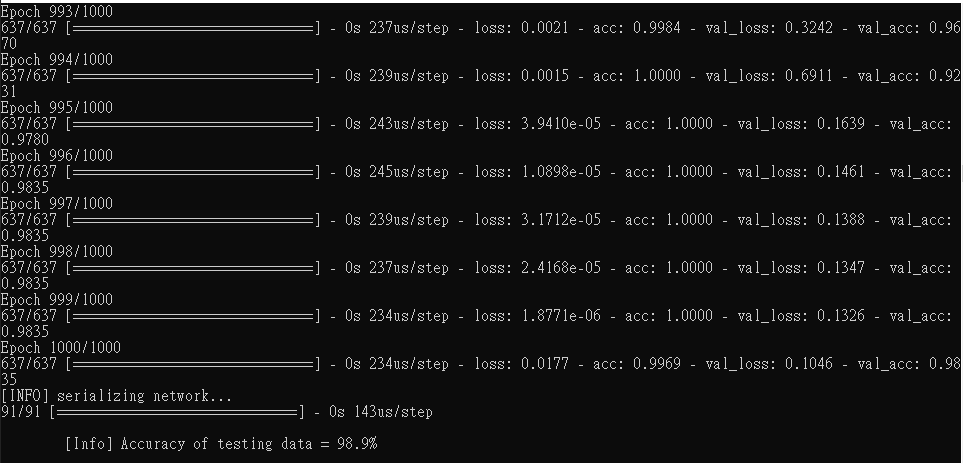 Epoch 993/1000
637/637 [==============================] - 0s 237us/step - loss: 0.0021 - acc: 0.9984 - val_loss: 0.3242 - val_acc: 0.96
70
Epoch 994/1000
637/637 [==============================] - 0s 239us/step - loss: 0.0015 - acc: 1.0000 - val_loss: 0.6911 - val_acc: 0.92
31
Epoch 995/1000
637/637 [==============================] - 0s 243us/step - loss: 3.9410e-05 - acc: 1.0000 - val_loss: 0.1639 - val_acc:
0.9780
Epoch 996/1000
637/637 [==============================] - 0s 245us/step - loss: 1.0898e-05 - acc: 1.0000 - val_loss: 0.1461 - val_acc:
0.9835
Epoch 997/1000
637/637 [==============================] - 0s 239us/step - loss: 3.1712e-05 - acc: 1.0000 - val_loss: 0.1388 - val_acc:
0.9835
Epoch 998/1000
637/637 [==============================] - 0s 237us/step - loss: 2.4168e-05 - acc: 1.0000 - val_loss: 0.1347 - val_acc:
0.9835
Epoch 999/1000
637/637 [==============================] - 0s 234us/step - loss: 1.8771e-06 - acc: 1.0000 - val_loss: 0.1326 - val_acc:
0.9835
Epoch 1000/1000
637/637 [==============================] - 0s 234us/step - loss: 0.0177 - acc: 0.9969 - val_loss: 0.1046 - val_acc: 0.98
35
[INFO] serializing network...
91/91 [==============================] - 0s 143us/step
[Info] Accuracy of testing data = 98.9%